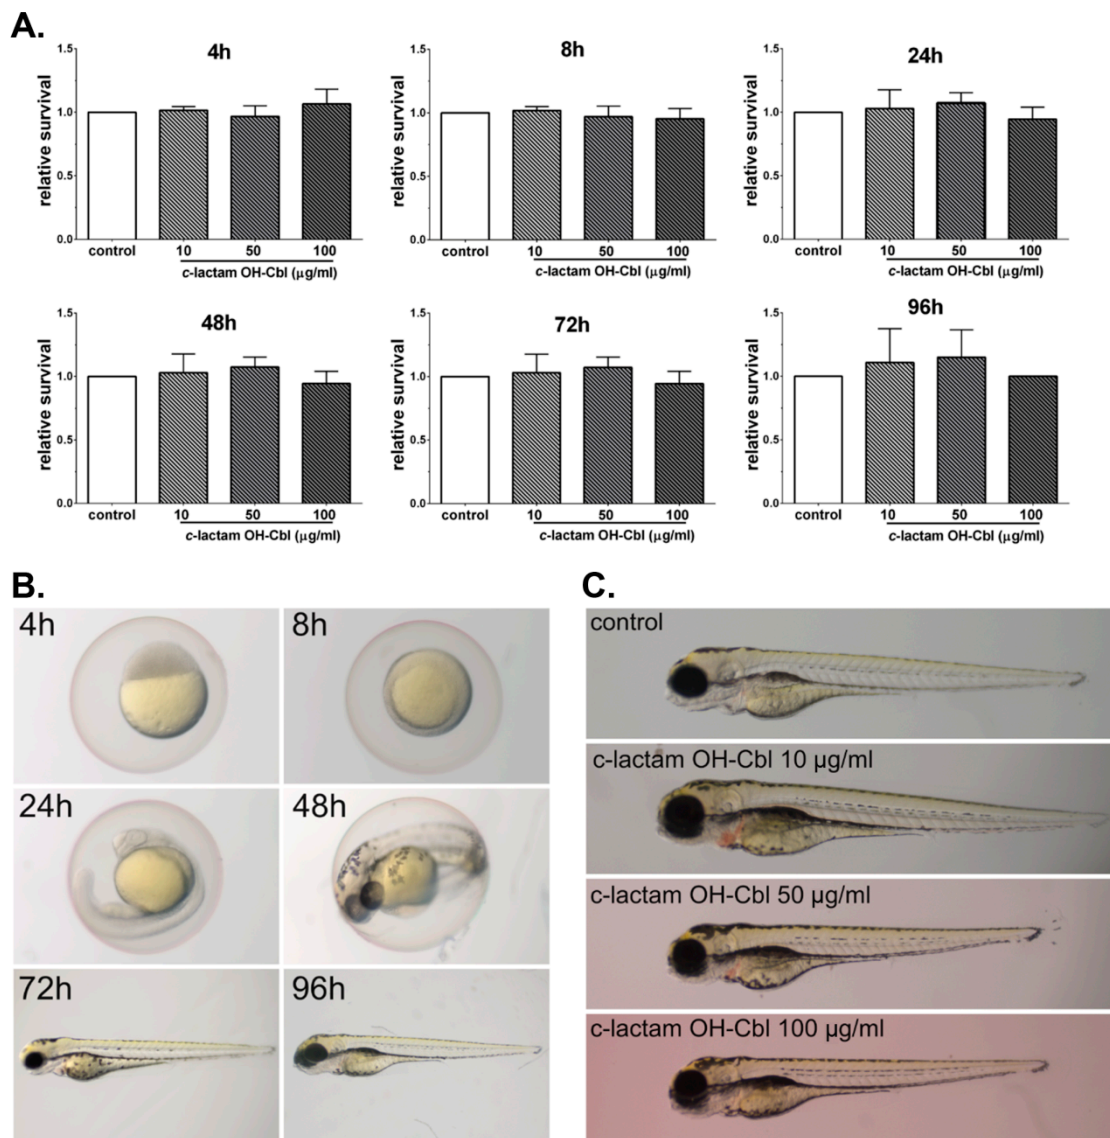 A.
4h
relative survival
1.5
1.0
0.5
0.0
control 10 50 100
c-lactam OH-Cbl (μg/ml)
8h
relative survival
1.5
1.0
0.5
0.0
control 10 50 100
c-lactam OH-Cbl (μg/ml)
24h
relative survival
1.5
1.0
0.5
0.0
control 10 50 100
c-lactam OH-Cbl (μg/ml)
48h
relative survival
1.5
1.0
0.5
0.0
control 10 50 100
c-lactam OH-Cbl (μg/ml)
72h
relative survival
1.5
1.0
0.5
0.0
control 10 50 100
c-lactam OH-Cbl (μg/ml)
96h
relative survival
1.5
1.0
0.5
0.0
control 10 50 100
c-lactam OH-Cbl (μg/ml)
B.
4h
8h
24h
48h
72h
96h
C.
control
c-lactam OH-Cbl 10 μg/ml
c-lactam OH-Cbl 50 μg/ml
c-lactam OH-Cbl 100 μg/ml